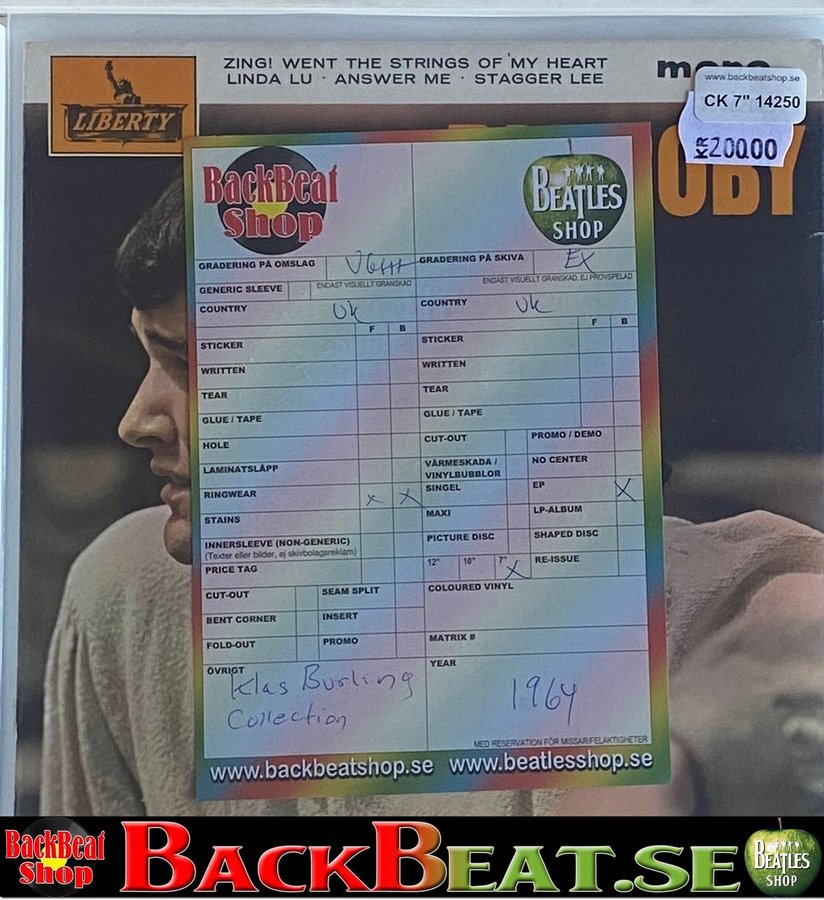 ZING! WENT THE STRINGS OF MY HEART
LINDA LU · ANSWER ME · STAGGER LEE
mono
LIBERTY
www.backbeatshop.se
CK 7" 14250
KR 200.00
OBY
BackBeat
Shop
BEATLES
SHOP
GRADERING PÅ OMSLAG VG++
ENDAST VISUELLT GRANSKAD
GENERIC SLEEVE
COUNTRY UK
F B
STICKER
WRITTEN
TEAR
GLUE / TAPE
HOLE
LAMINATSLÄPP
RINGWEAR x X
STAINS
INNERSLEEVE (NON-GENERIC)
(Texter eller bilder, ej skivbolagsreklam)
PRICE TAG
CUT-OUT SEAM SPLIT
BENT CORNER INSERT
FOLD-OUT PROMO
ÖVRIGT
Klas Burling
Collection
GRADERING PÅ SKIVA EX
ENDAST VISUELLT GRANSKAD, EJ PROVSPELAD
COUNTRY UK
F B
STICKER
WRITTEN
TEAR
GLUE / TAPE
CUT-OUT PROMO / DEMO
VÄRMESKADA /
VINYLBUBBLOR NO CENTER
SINGEL EP X
MAXI LP-ALBUM
PICTURE DISC SHAPED DISC
12" 10" 7" X RE-ISSUE
COLOURED VINYL
MATRIX #
YEAR
1964
MED RESERVATION FÖR MISSAR/FELAKTIGHETER
www.backbeatshop.se www.beatlesshop.se
BackBeat
Shop
BACKBEAT.SE
BEATLES
SHOP